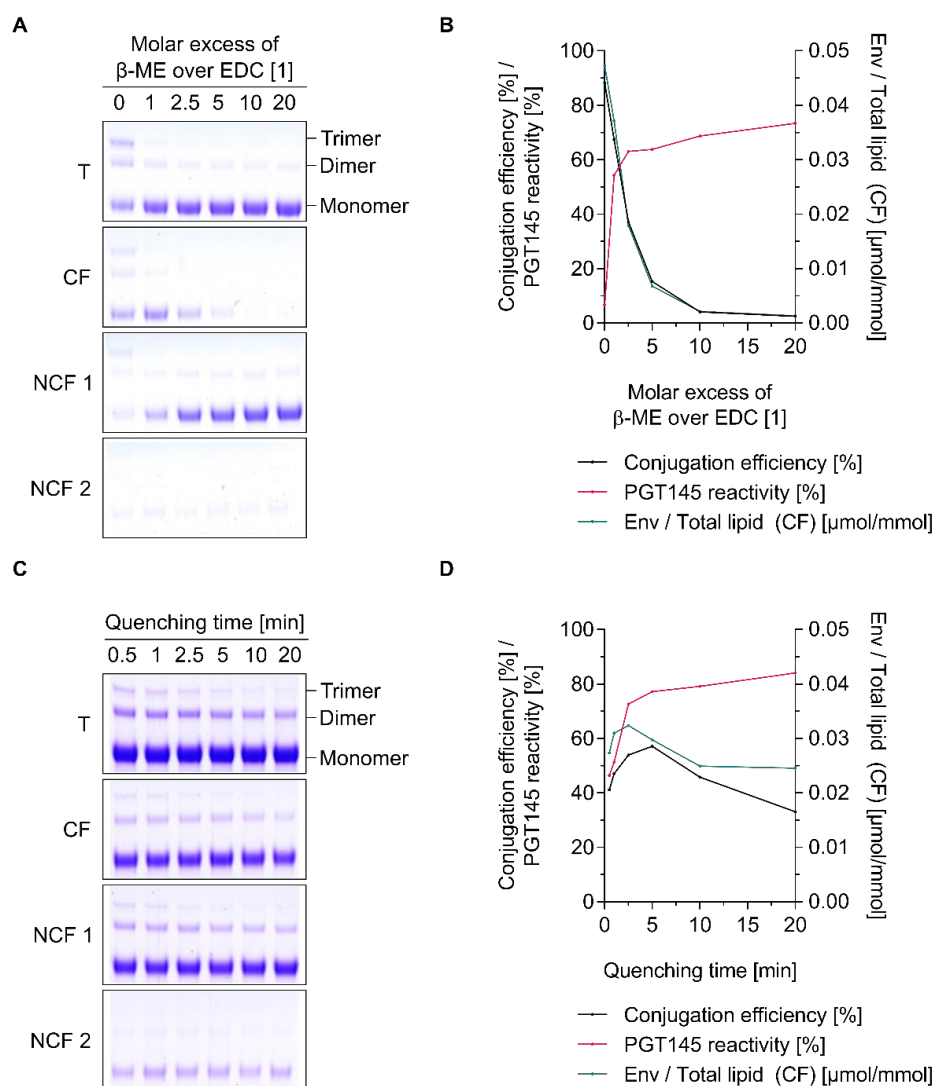 A
Molar excess of
β-ME over EDC [1]
0 1 2.5 5 10 20
T
Trimer
Dimer
Monomer
CF
NCF 1
NCF 2
B
Conjugation efficiency [%] /
PGT145 reactivity [%]
100
80
60
40
20
0
0.05
0.04
0.03
0.02
0.01
0.00
Env / Total lipid (CF) [µmol/mmol]
0 5 10 15 20
Molar excess of
β-ME over EDC [1]
Conjugation efficiency [%]
PGT145 reactivity [%]
Env / Total lipid (CF) [µmol/mmol]
C
Quenching time [min]
0.5 1 2.5 5 10 20
T
Trimer
Dimer
Monomer
CF
NCF 1
NCF 2
D
Conjugation efficiency [%] /
PGT145 reactivity [%]
100
80
60
40
20
0
0.05
0.04
0.03
0.02
0.01
0.00
Env / Total lipid (CF) [µmol/mmol]
0 5 10 15 20
Quenching time [min]
Conjugation efficiency [%]
PGT145 reactivity [%]
Env / Total lipid (CF) [µmol/mmol]